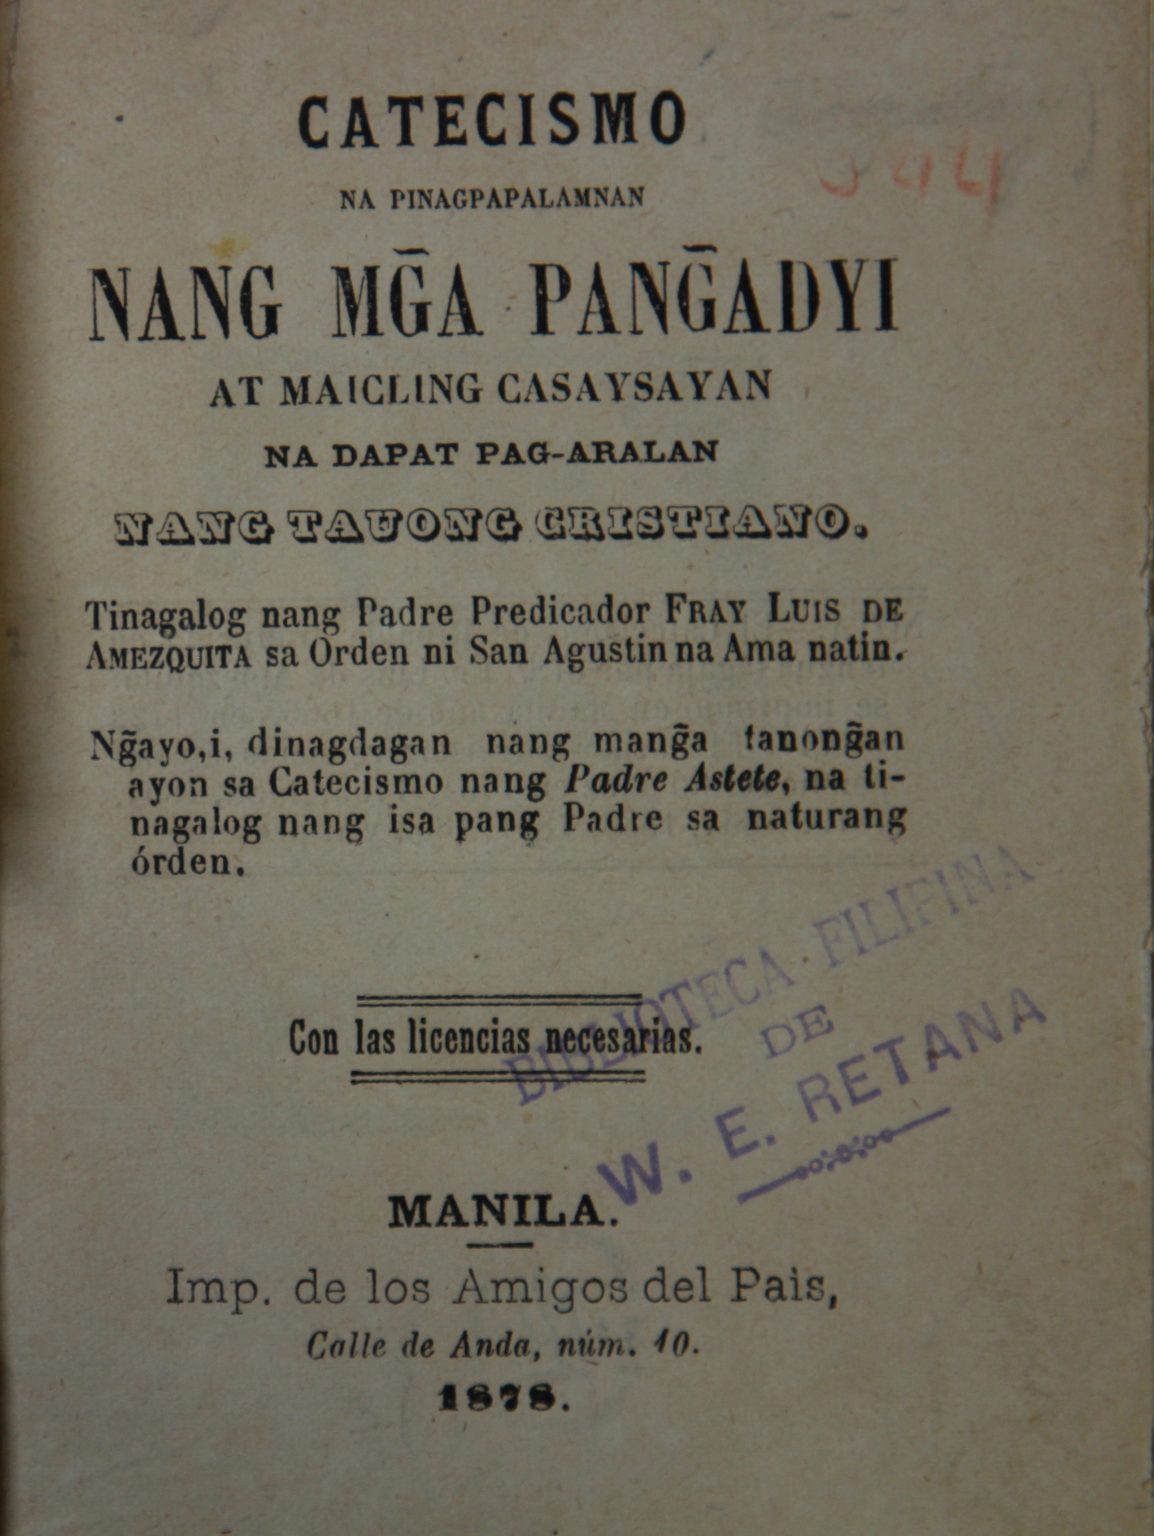 CATECISMO
NA PINAGPAPALAMNAN
NANG MG̃A PANG̃ADYI
AT MAICLING CASAYSAYAN
NA DAPAT PAG-ARALAN
NANG TAUONG CRISTIANO.
Tinagalog nang Padre Predicador FRAY LUIS DE
AMEZQUITA sa Orden ni San Agustin na Ama natin.
Ng̃ayo,i, dinagdagan nang mang̃a tanong̃an
ayon sa Catecismo nang Padre Astete, na ti-
nagalog nang isa pang Padre sa naturang
órden.
Con las licencias necesarias.
BIBLIOTECA FILIPINA
DE
W. E. RETANA
MANILA.
Imp. de los Amigos del Pais,
Calle de Anda, núm. 10.
1878.